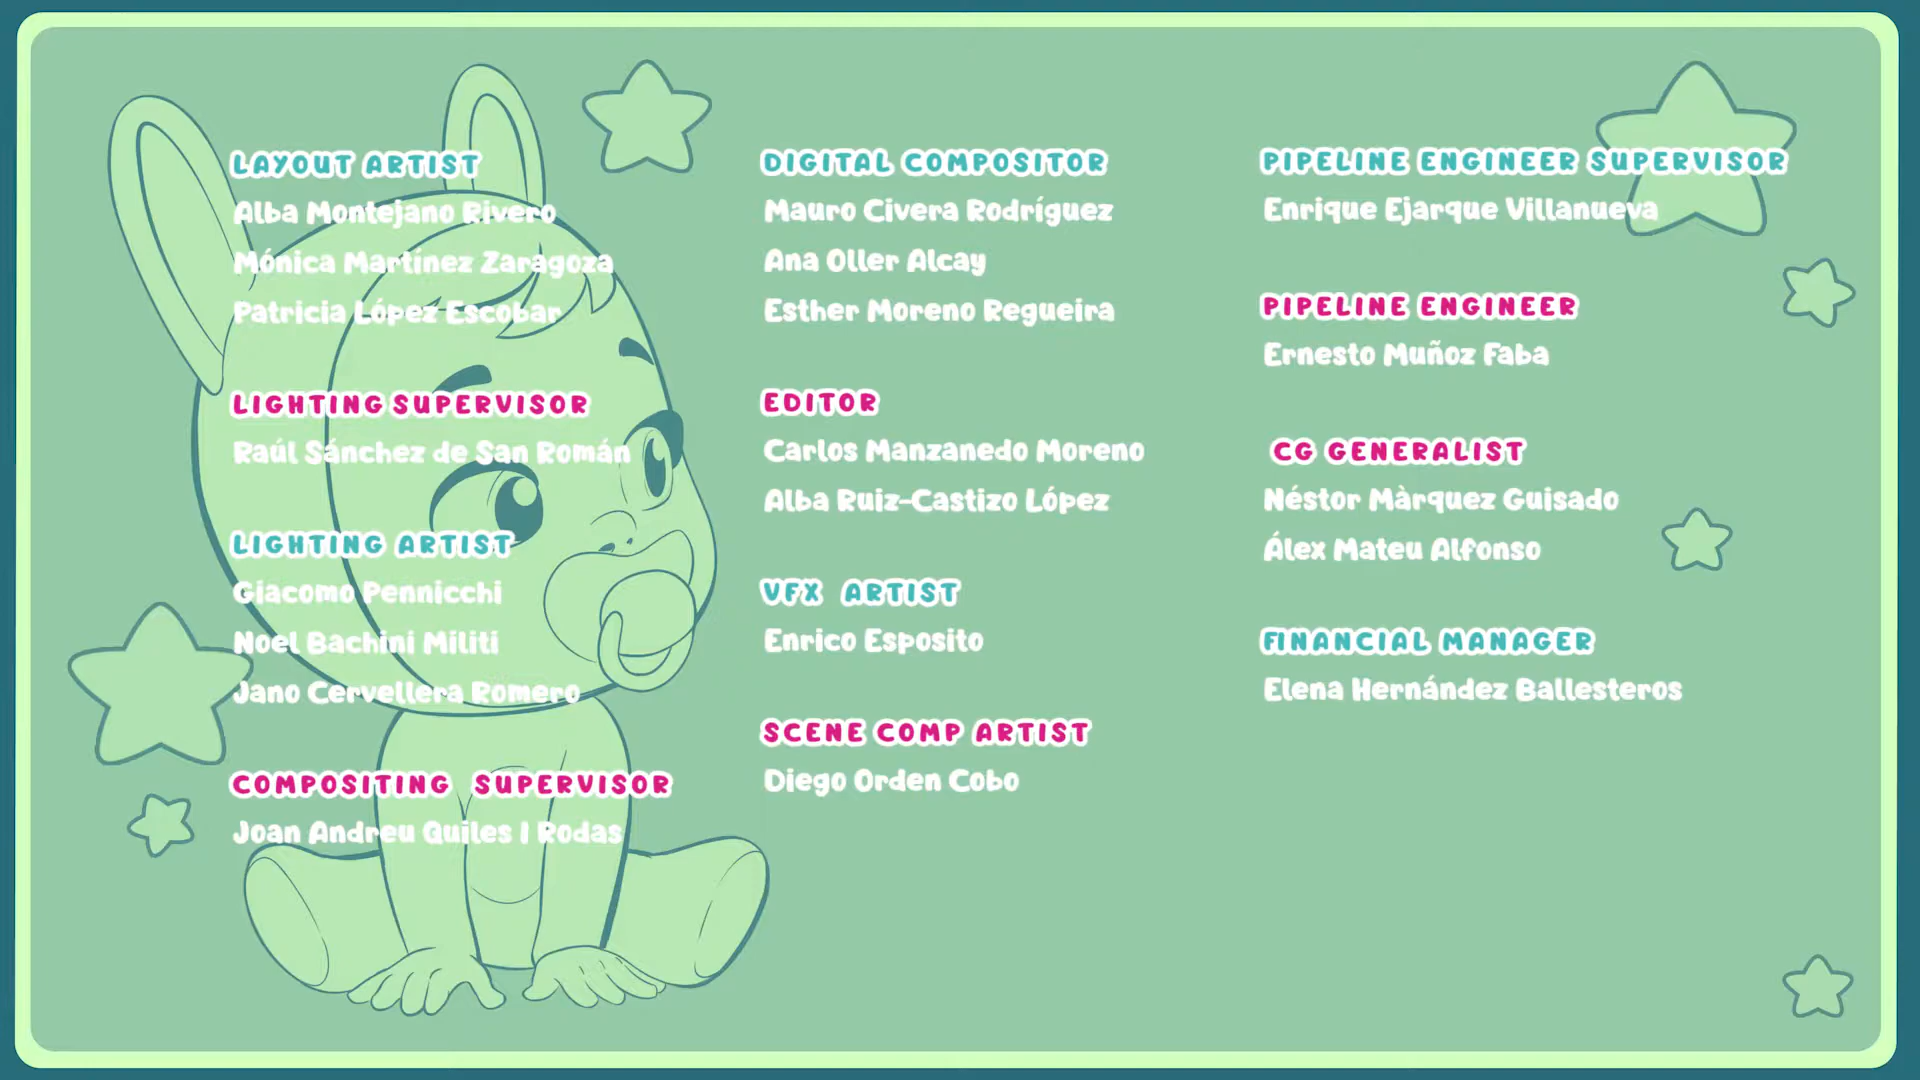 LAYOUT ARTIST
Alba Montejano Rivero
Mónica Martínez Zaragoza
Patricia López Escobar
LIGHTING SUPERVISOR
Raúl Sánchez de San Román
LIGHTING ARTIST
Giacomo Pennicchi
Noel Bachini Militi
Jano Cervellera Romero
COMPOSITING SUPERVISOR
Joan Andreu Quiles I Rodas
DIGITAL COMPOSITOR
Mauro Civera Rodríguez
Ana Oller Alcay
Esther Moreno Regueira
EDITOR
Carlos Manzanedo Moreno
Alba Ruiz-Castizo López
VFX ARTIST
Enrico Esposito
SCENE COMP ARTIST
Diego Orden Cobo
PIPELINE ENGINEER SUPERVISOR
Enrique Ejarque Villanueva
PIPELINE ENGINEER
Ernesto Muñoz Faba
CG GENERALIST
Néstor Màrquez Guisado
Álex Mateu Alfonso
FINANCIAL MANAGER
Elena Hernández Ballesteros